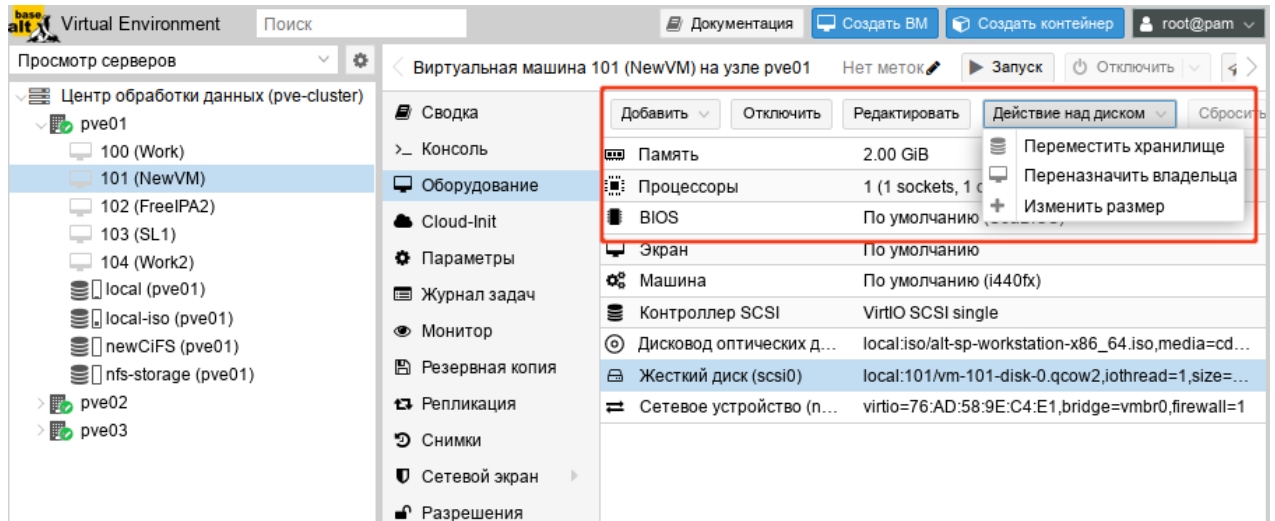 base alt Virtual Environment Поиск Документация Создать ВМ Создать контейнер root@pam
Просмотр серверов
Виртуальная машина 101 (NewVM) на узле pve01 Нет меток Запуск Отключить
Центр обработки данных (pve-cluster)
pve01
100 (Work)
101 (NewVM)
102 (FreeIPA2)
103 (SL1)
104 (Work2)
local (pve01)
local-iso (pve01)
newCiFS (pve01)
nfs-storage (pve01)
pve02
pve03
Сводка
Консоль
Оборудование
Cloud-Init
Параметры
Журнал задач
Монитор
Резервная копия
Репликация
Снимки
Сетевой экран
Разрешения
Добавить Отключить Редактировать Действие над диском Сбросить
Переместить хранилище
Переназначить владельца
Изменить размер
Память 2.00 GiB
Процессоры 1 (1 sockets, 1
BIOS По умолчанию
Экран По умолчанию
Машина По умолчанию (i440fx)
Контроллер SCSI VirtIO SCSI single
Дисковод оптических д... local:iso/alt-sp-workstation-x86_64.iso,media=cd...
Жесткий диск (scsi0) local:101/vm-101-disk-0.qcow2,iothread=1,size=...
Сетевое устройство (n... virtio=76:AD:58:9E:C4:E1,bridge=vmbr0,firewall=1